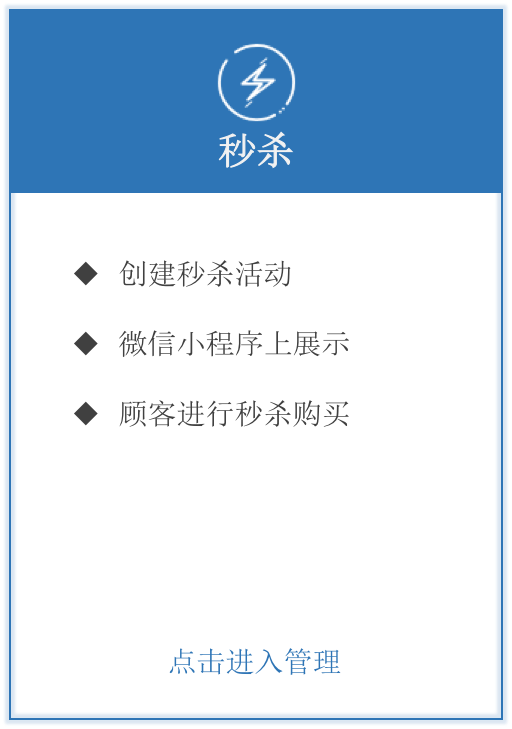 秒杀
◆ 创建秒杀活动
◆ 微信小程序上展示
◆ 顾客进行秒杀购买
点击进入管理